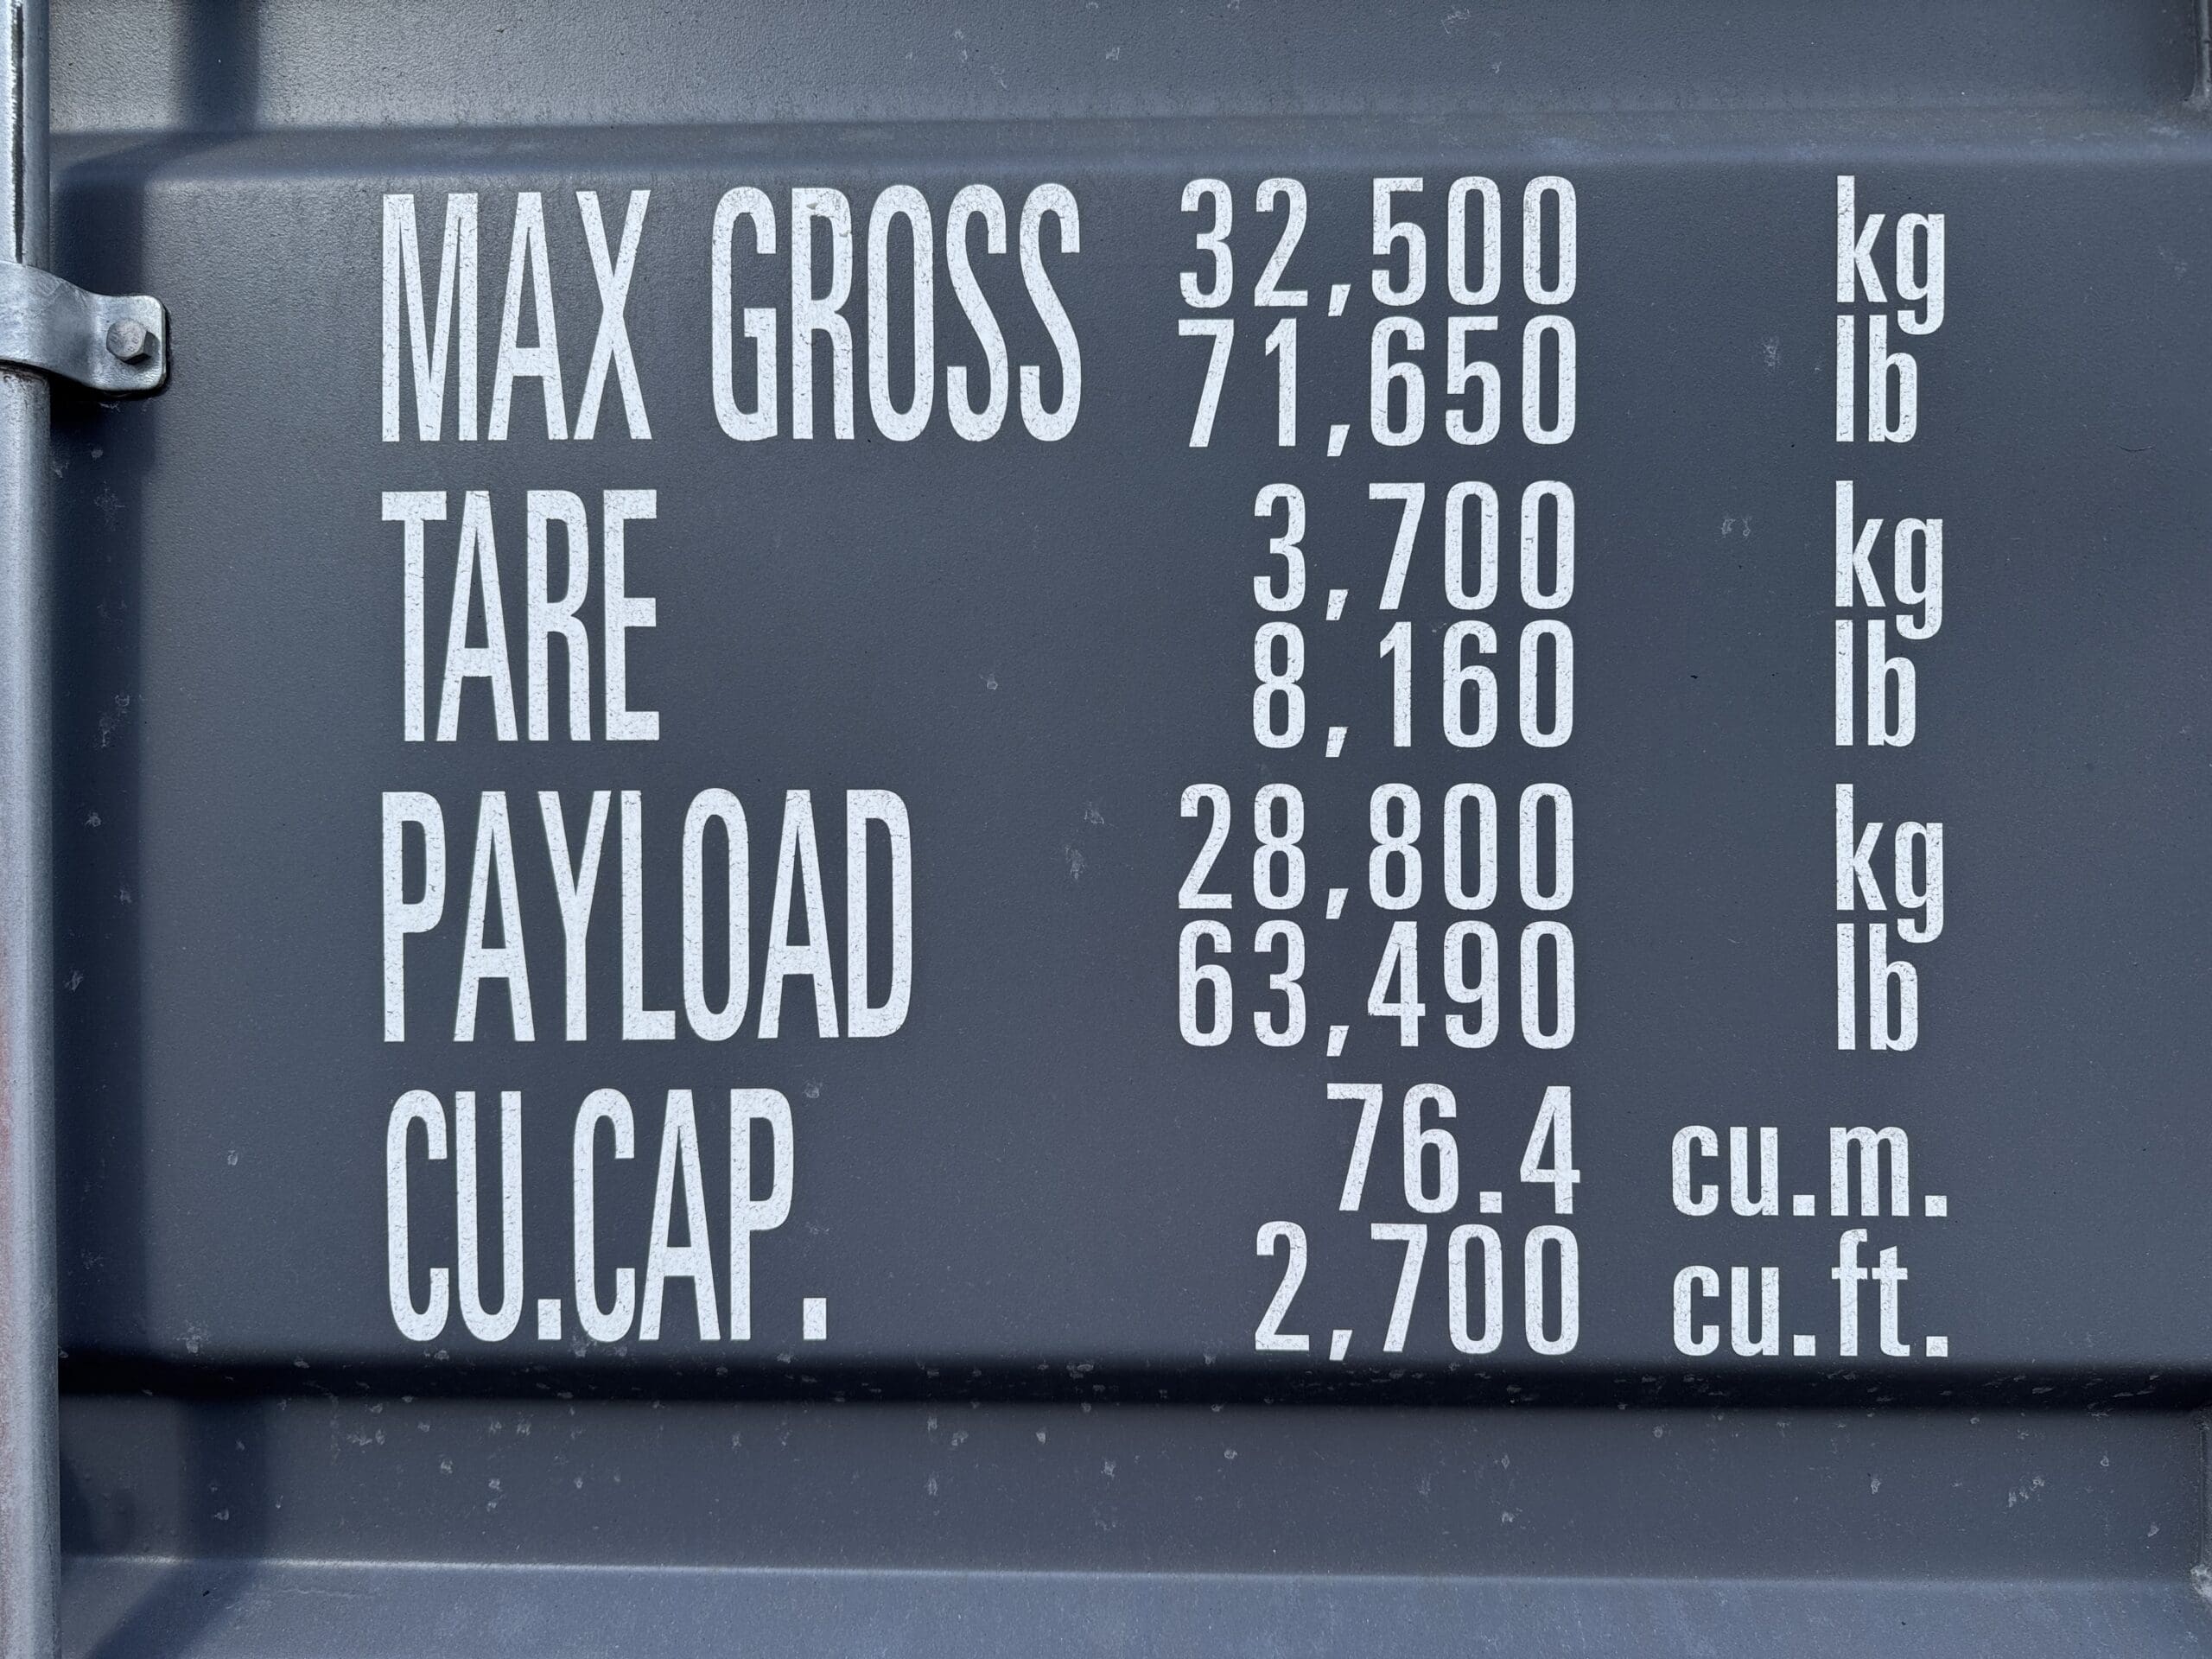 MAX GROSS 32,500 kg
71,650 lb
TARE 3,700 kg
8,160 lb
PAYLOAD 28,800 kg
63,490 lb
CU.CAP. 76.4 cu.m.
2,700 cu.ft.